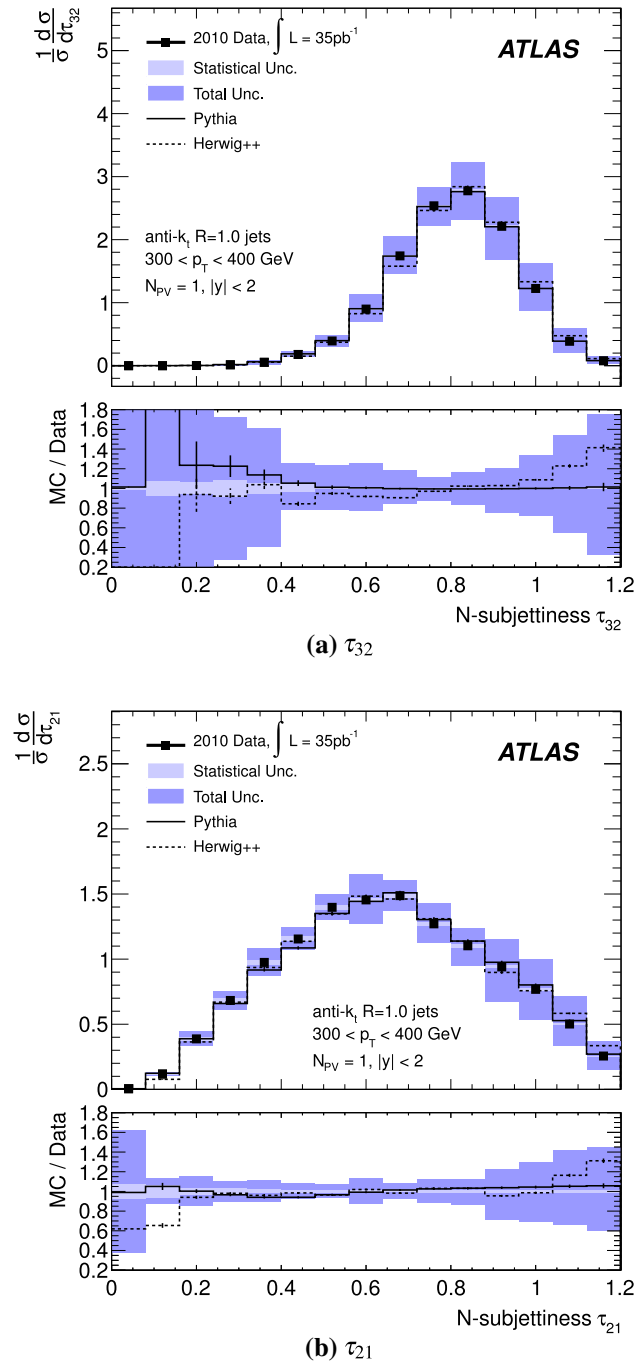 1/σ dσ/dτ32
2010 Data, ∫ L = 35pb-1
ATLAS
Statistical Unc.
Total Unc.
Pythia
Herwig++
anti-kt R=1.0 jets
300 < pT < 400 GeV
NPV = 1, |y| < 2
5
4
3
2
1
0
MC / Data
1.8
1.6
1.4
1.2
1.0
0.8
0.6
0.4
0.2
0 0.2 0.4 0.6 0.8 1 1.2
N-subjettiness τ32
(a) τ32
1/σ dσ/dτ21
2010 Data, ∫ L = 35pb-1
ATLAS
Statistical Unc.
Total Unc.
Pythia
Herwig++
2.5
2
1.5
1
0.5
0
anti-kt R=1.0 jets
300 < pT < 400 GeV
NPV = 1, |y| < 2
MC / Data
1.8
1.6
1.4
1.2
1.0
0.8
0.6
0.4
0.2
0 0.2 0.4 0.6 0.8 1 1.2
N-subjettiness τ21
(b) τ21